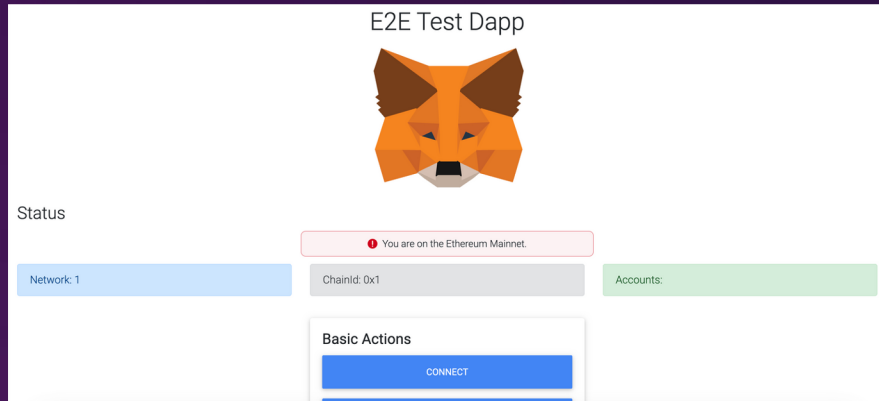 E2E Test Dapp
Status
You are on the Ethereum Mainnet.
Network: 1
ChainId: 0x1
Accounts:
Basic Actions
CONNECT